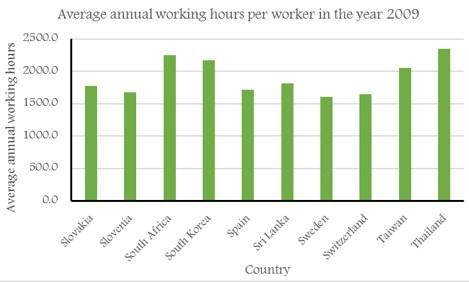 Average annual working hours per worker in the year 2009
Average annual working hours
2500.0
2000.0
1500.0
1000.0
500.0
0.0
Slovakia
Slovenia
South Africa
South Korea
Spain
Sri Lanka
Sweden
Switzerland
Taiwan
Thailand
Country